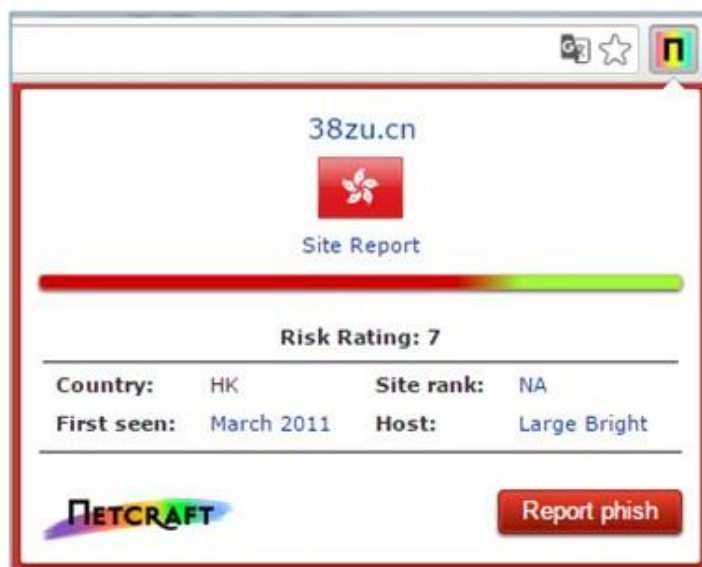 38zu.cn
Site Report
Risk Rating: 7
Country: HK Site rank: NA
First seen: March 2011 Host: Large Bright
NETCRAFT Report phish